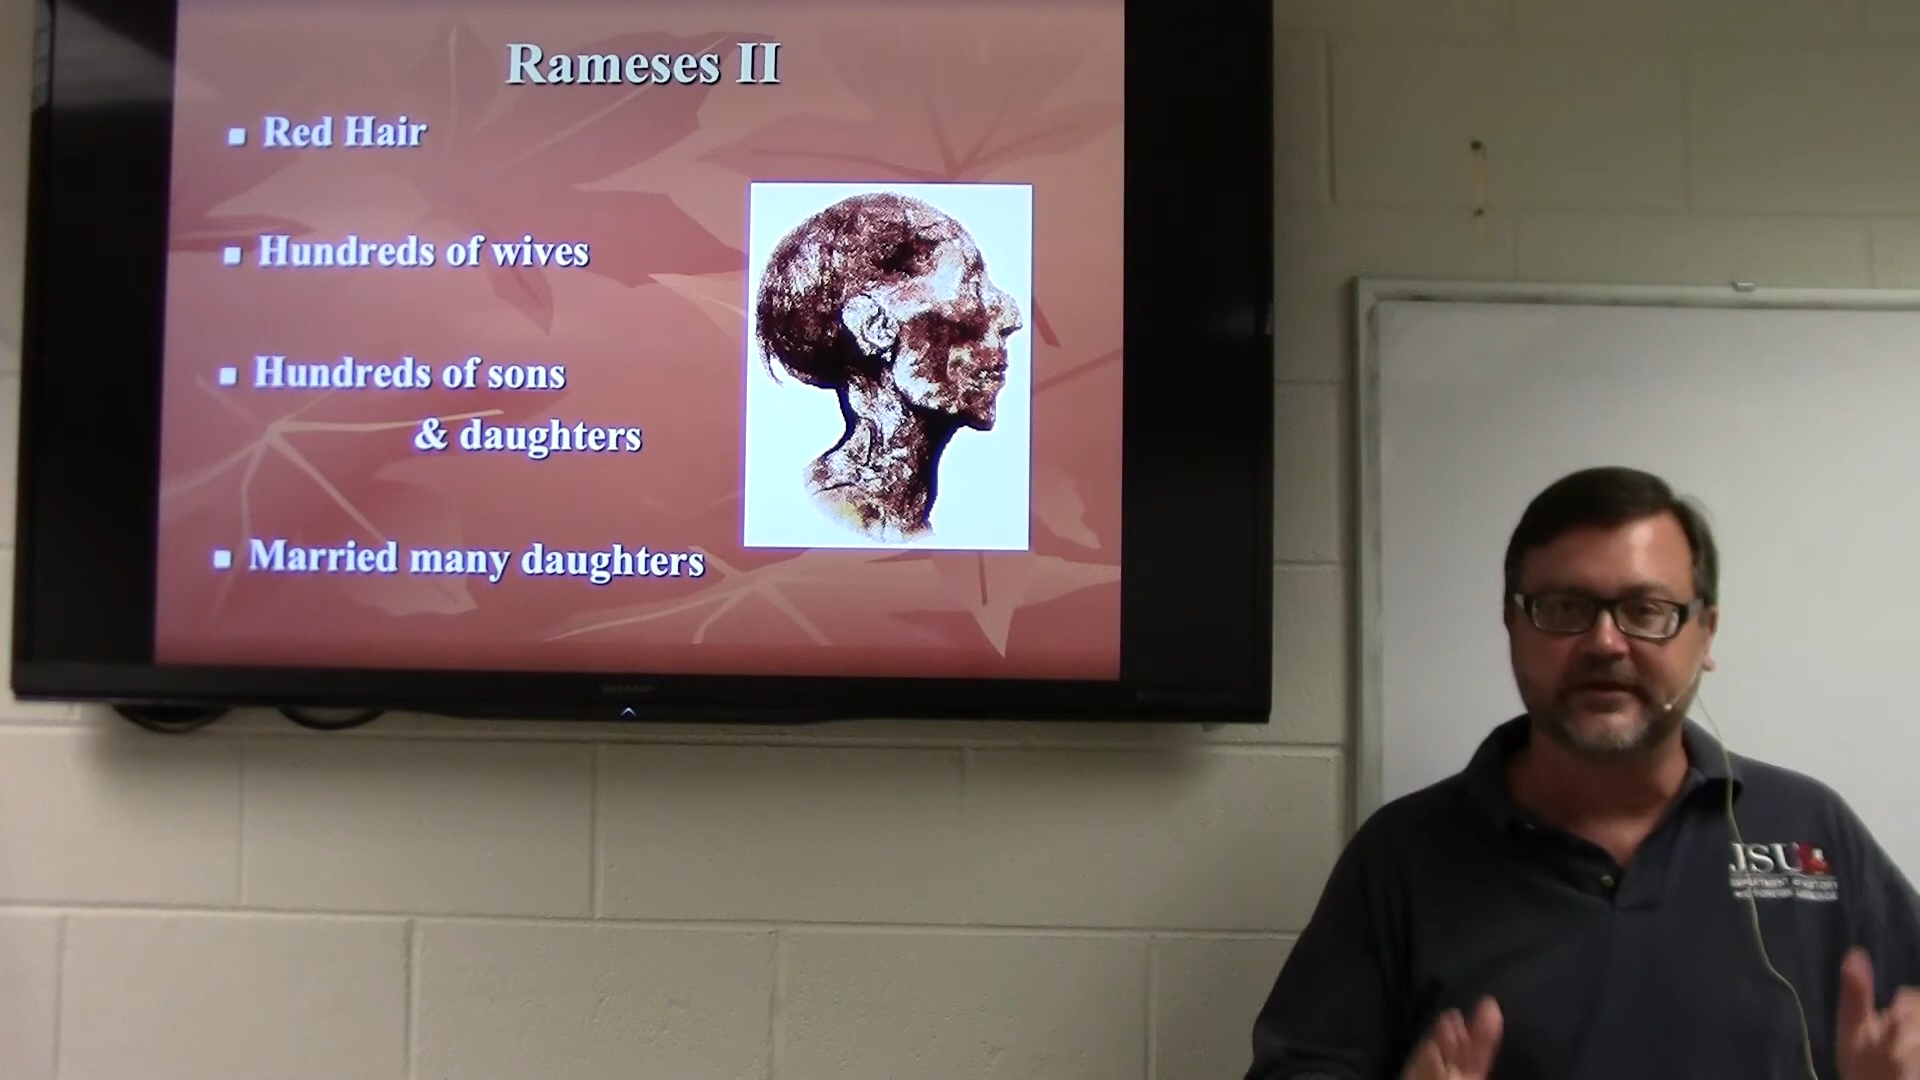 Rameses II
Red Hair
Hundreds of wives
Hundreds of sons
& daughters
Married many daughters
JSU